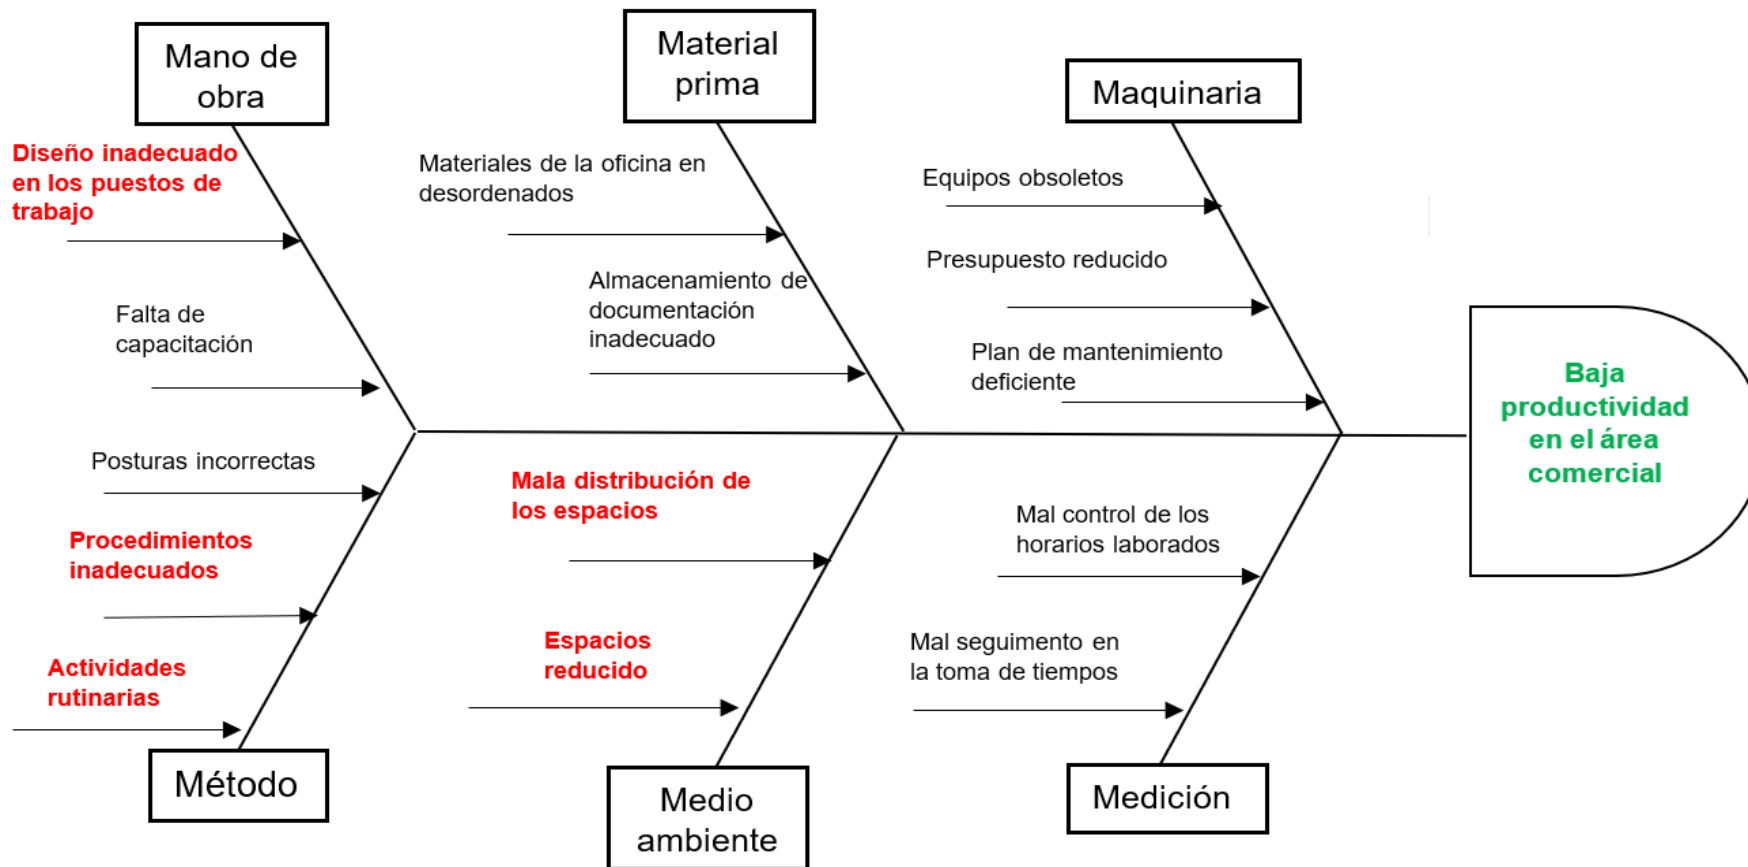 Mano de
obra
Material
prima
Maquinaria
Diseño inadecuado
en los puestos de
trabajo
Falta de
capacitación
Materiales de la oficina en
desordenados
Almacenamiento de
documentación
inadecuado
Equipos obsoletos
Presupuesto reducido
Plan de mantenimiento
deficiente
Baja
productividad
en el área
comercial
Posturas incorrectas
Procedimientos
inadecuados
Actividades
rutinarias
Mala distribución de
los espacios
Espacios
reducido
Mal control de los
horarios laborados
Mal seguimento en
la toma de tiempos
Método
Medio
ambiente
Medición